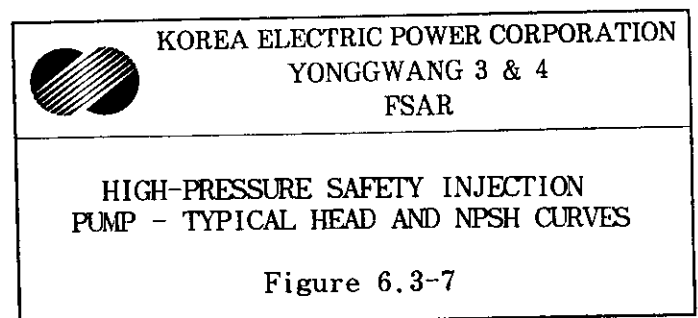 KOREA ELECTRIC POWER CORPORATION
YONGGWANG 3 & 4
FSAR
HIGH-PRESSURE SAFETY INJECTION
PUMP - TYPICAL HEAD AND NPSH CURVES
Figure 6.3-7